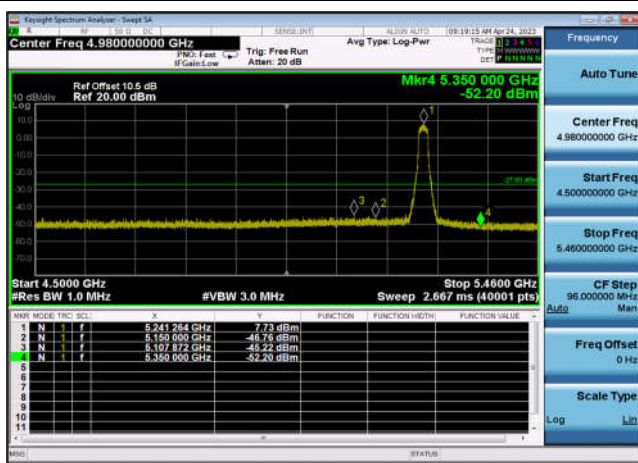 Keysight Spectrum Analyzer - Swept SA
R RF 50 Ω DC SENSE:INT ALIGN AUTO 09:19:15 AM Apr 24, 2023
Center Freq 4.980000000 GHz
PNO: Fast
IFGain:Low
Trig: Free Run
Atten: 20 dB
Avg Type: Log-Pwr
TRACE 1 2 3 4 5 6
TYPE MWWWWW
DET P N N N N N
Mkr4 5.350 000 GHz
-52.20 dBm
Ref Offset 10.5 dB
Ref 20.00 dBm
10 dB/div
Log
10.0
0.00
-10.0
-20.0
-30.0
-40.0
-50.0
-60.0
-70.0
-27.00 dBm
1
3
2
4
Start 4.5000 GHz
Stop 5.4600 GHz
#Res BW 1.0 MHz
#VBW 3.0 MHz
Sweep 2.667 ms (40001 pts)
MKR MODE TRC SCL X Y FUNCTION FUNCTION WIDTH FUNCTION VALUE
1 N 1 f 5.241 264 GHz 7.73 dBm
2 N 1 f 5.150 000 GHz -46.76 dBm
3 N 1 f 5.107 872 GHz -45.22 dBm
4 N 1 f 5.350 000 GHz -52.20 dBm
5
6
7
8
9
10
11
MSG
STATUS
Frequency
Auto Tune
Center Freq
4.980000000 GHz
Start Freq
4.500000000 GHz
Stop Freq
5.460000000 GHz
CF Step
96.000000 MHz
Auto Man
Freq Offset
0 Hz
Scale Type
Log Lin